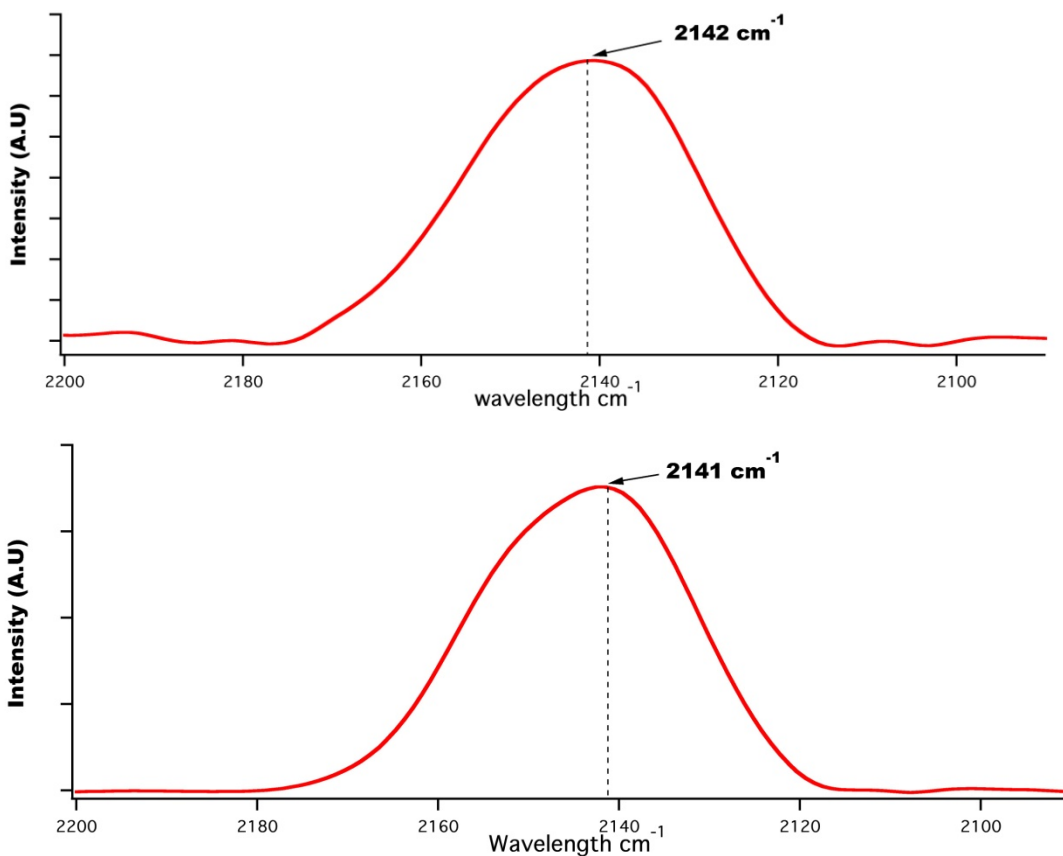 2142 cm-1
Intensity (A.U)
2200 2180 2160 2140 2120 2100
wavelength cm-1
2141 cm-1
Intensity (A.U)
2200 2180 2160 2140 2120 2100
Wavelength cm-1